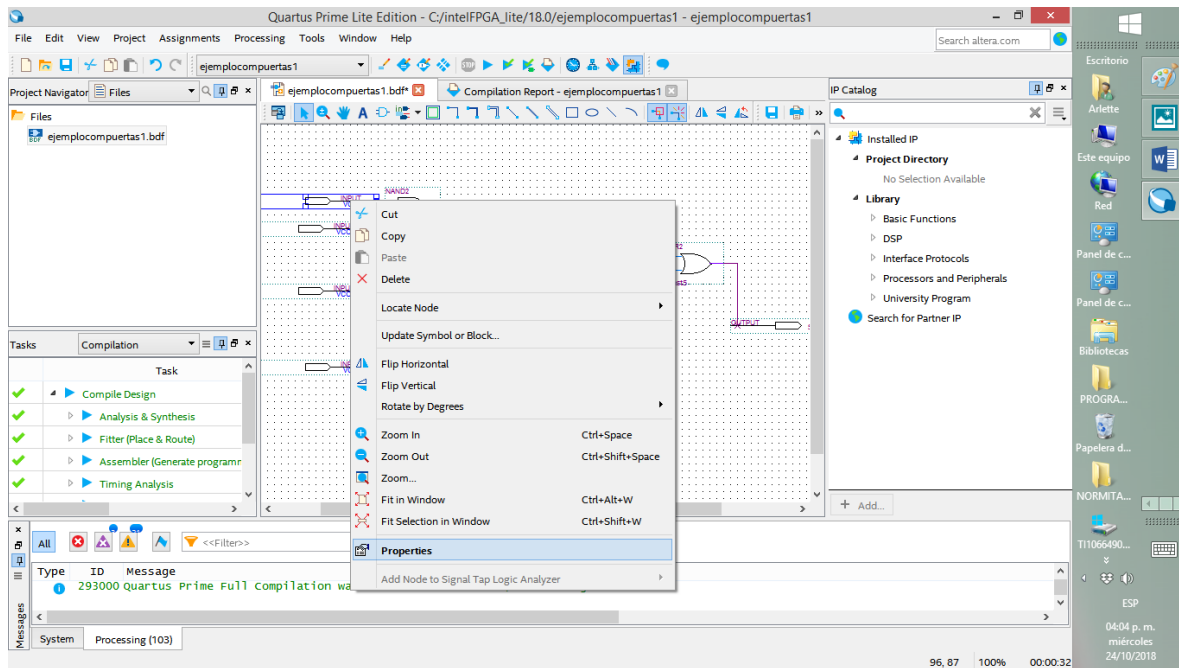 Quartus Prime Lite Edition - C:/intelFPGA_lite/18.0/ejemplocompuertas1 - ejemplocompuertas1
File Edit View Project Assignments Processing Tools Window Help
Search altera.com
ejemplocompuertas1
Project Navigator Files
Files
ejemplocompuertas1.bdf
ejemplocompuertas1.bdf*
Compilation Report - ejemplocompuertas1
NAND2
INPUT
OUTPUT
Cut
Copy
Paste
Delete
Locate Node
Update Symbol or Block...
Flip Horizontal
Flip Vertical
Rotate by Degrees
Zoom In Ctrl+Space
Zoom Out Ctrl+Shift+Space
Zoom...
Fit in Window Ctrl+Alt+W
Fit Selection in Window Ctrl+Shift+W
Properties
Add Node to Signal Tap Logic Analyzer
IP Catalog
Installed IP
Project Directory
No Selection Available
Library
Basic Functions
DSP
Interface Protocols
Processors and Peripherals
University Program
Search for Partner IP
+ Add...
Tasks Compilation
Task
Compile Design
Analysis & Synthesis
Fitter (Place & Route)
Assembler (Generate programm
Timing Analysis
All <<Filter>>
Type ID Message
293000 Quartus Prime Full Compilation wa
Messages
System Processing (103)
96, 87 100% 00:00:32
Escritorio
Arlette
Este equipo
Red
Panel de c...
Panel de c...
Bibliotecas
PROGRA...
Papelera d...
NORMITA...
TI1066490...
ESP
04:04 p. m.
miércoles
24/10/2018